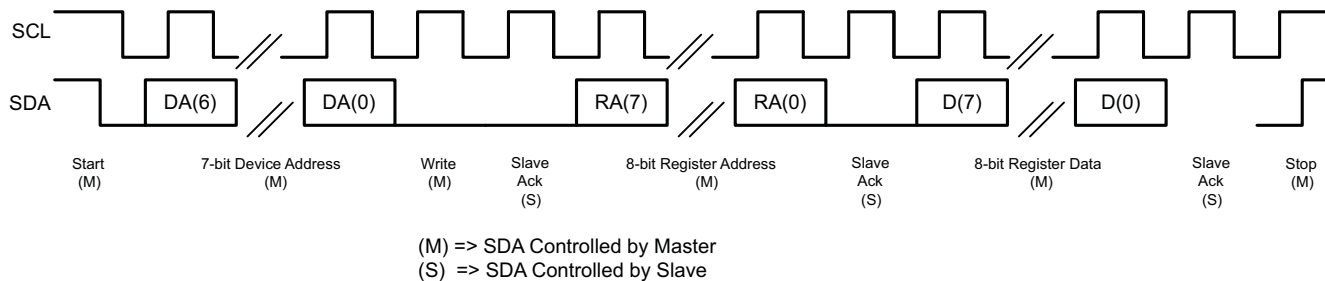 SCL
SDA
DA(6)
DA(0)
RA(7)
RA(0)
D(7)
D(0)
Start
(M)
7-bit Device Address
(M)
Write
(M)
Slave
Ack
(S)
8-bit Register Address
(M)
Slave
Ack
(S)
8-bit Register Data
(M)
Slave
Ack
(S)
Stop
(M)
(M) => SDA Controlled by Master
(S) => SDA Controlled by Slave